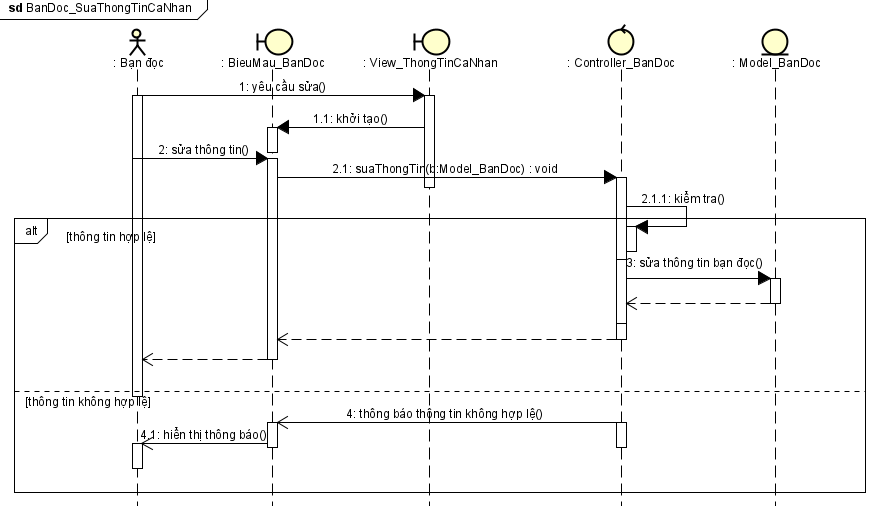 sd BanDoc_SuaThongTinCaNhan
: Bạn đọc
: BieuMau_BanDoc
: View_ThongTinCaNhan
: Controller_BanDoc
: Model_BanDoc
1: yêu cầu sửa()
1.1: khởi tạo()
2: sửa thông tin()
2.1: suaThongTin(b:Model_BanDoc) : void
2.1.1: kiểm tra()
alt
[thông tin hợp lệ]
3: sửa thông tin bạn đọc()
[thông tin không hợp lệ]
4: thông báo thông tin không hợp lệ()
4.1: hiển thị thông báo()